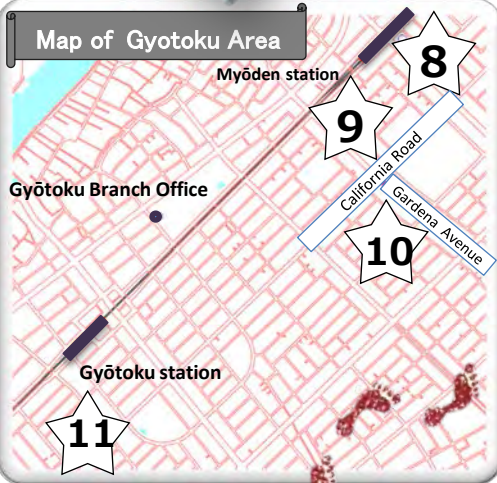 Map of Gyotoku Area
8
Myōden station
9
California Road
Gyōtoku Branch Office
Gardena Avenue
10
Gyōtoku station
11